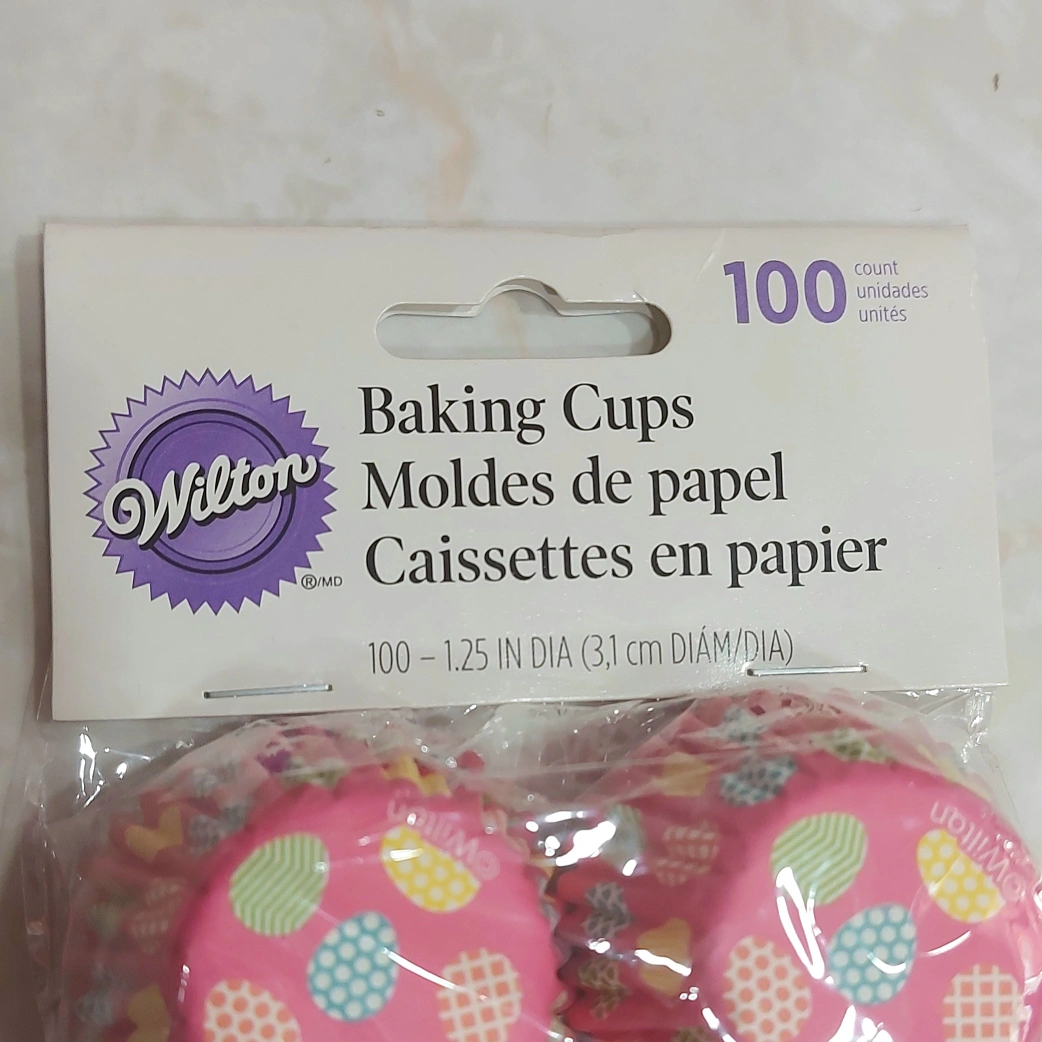 100 count
unidades
unités
Baking Cups
Wilton
Moldes de papel
Caissettes en papier
®/MD
100 – 1.25 IN DIA (3,1 cm DIÁM/DIA)
©Wilton
©Wilton